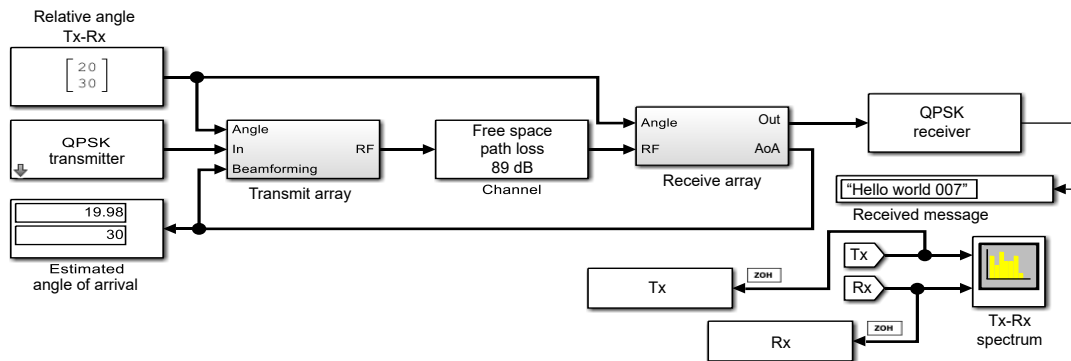 Relative angle
Tx-Rx
20
30
QPSK
transmitter
19.98
30
Estimated
angle of arrival
Angle
In
Beamforming
RF
Transmit array
Free space
path loss
89 dB
Channel
Angle
RF
Out
AoA
Receive array
QPSK
receiver
“Hello world 007”
Received message
Tx
Rx
ZOH
Tx
ZOH
Rx
Tx-Rx
spectrum